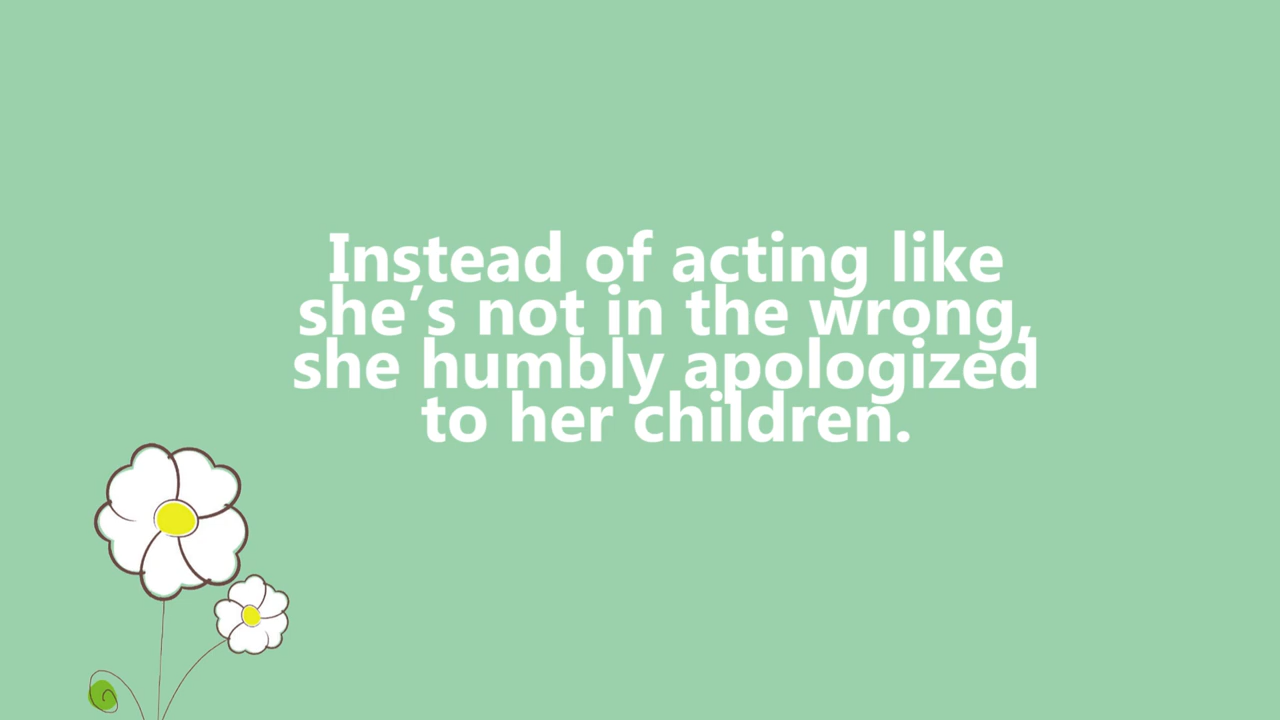 Instead of acting like
she’s not in the wrong,
she humbly apologized
to her children.